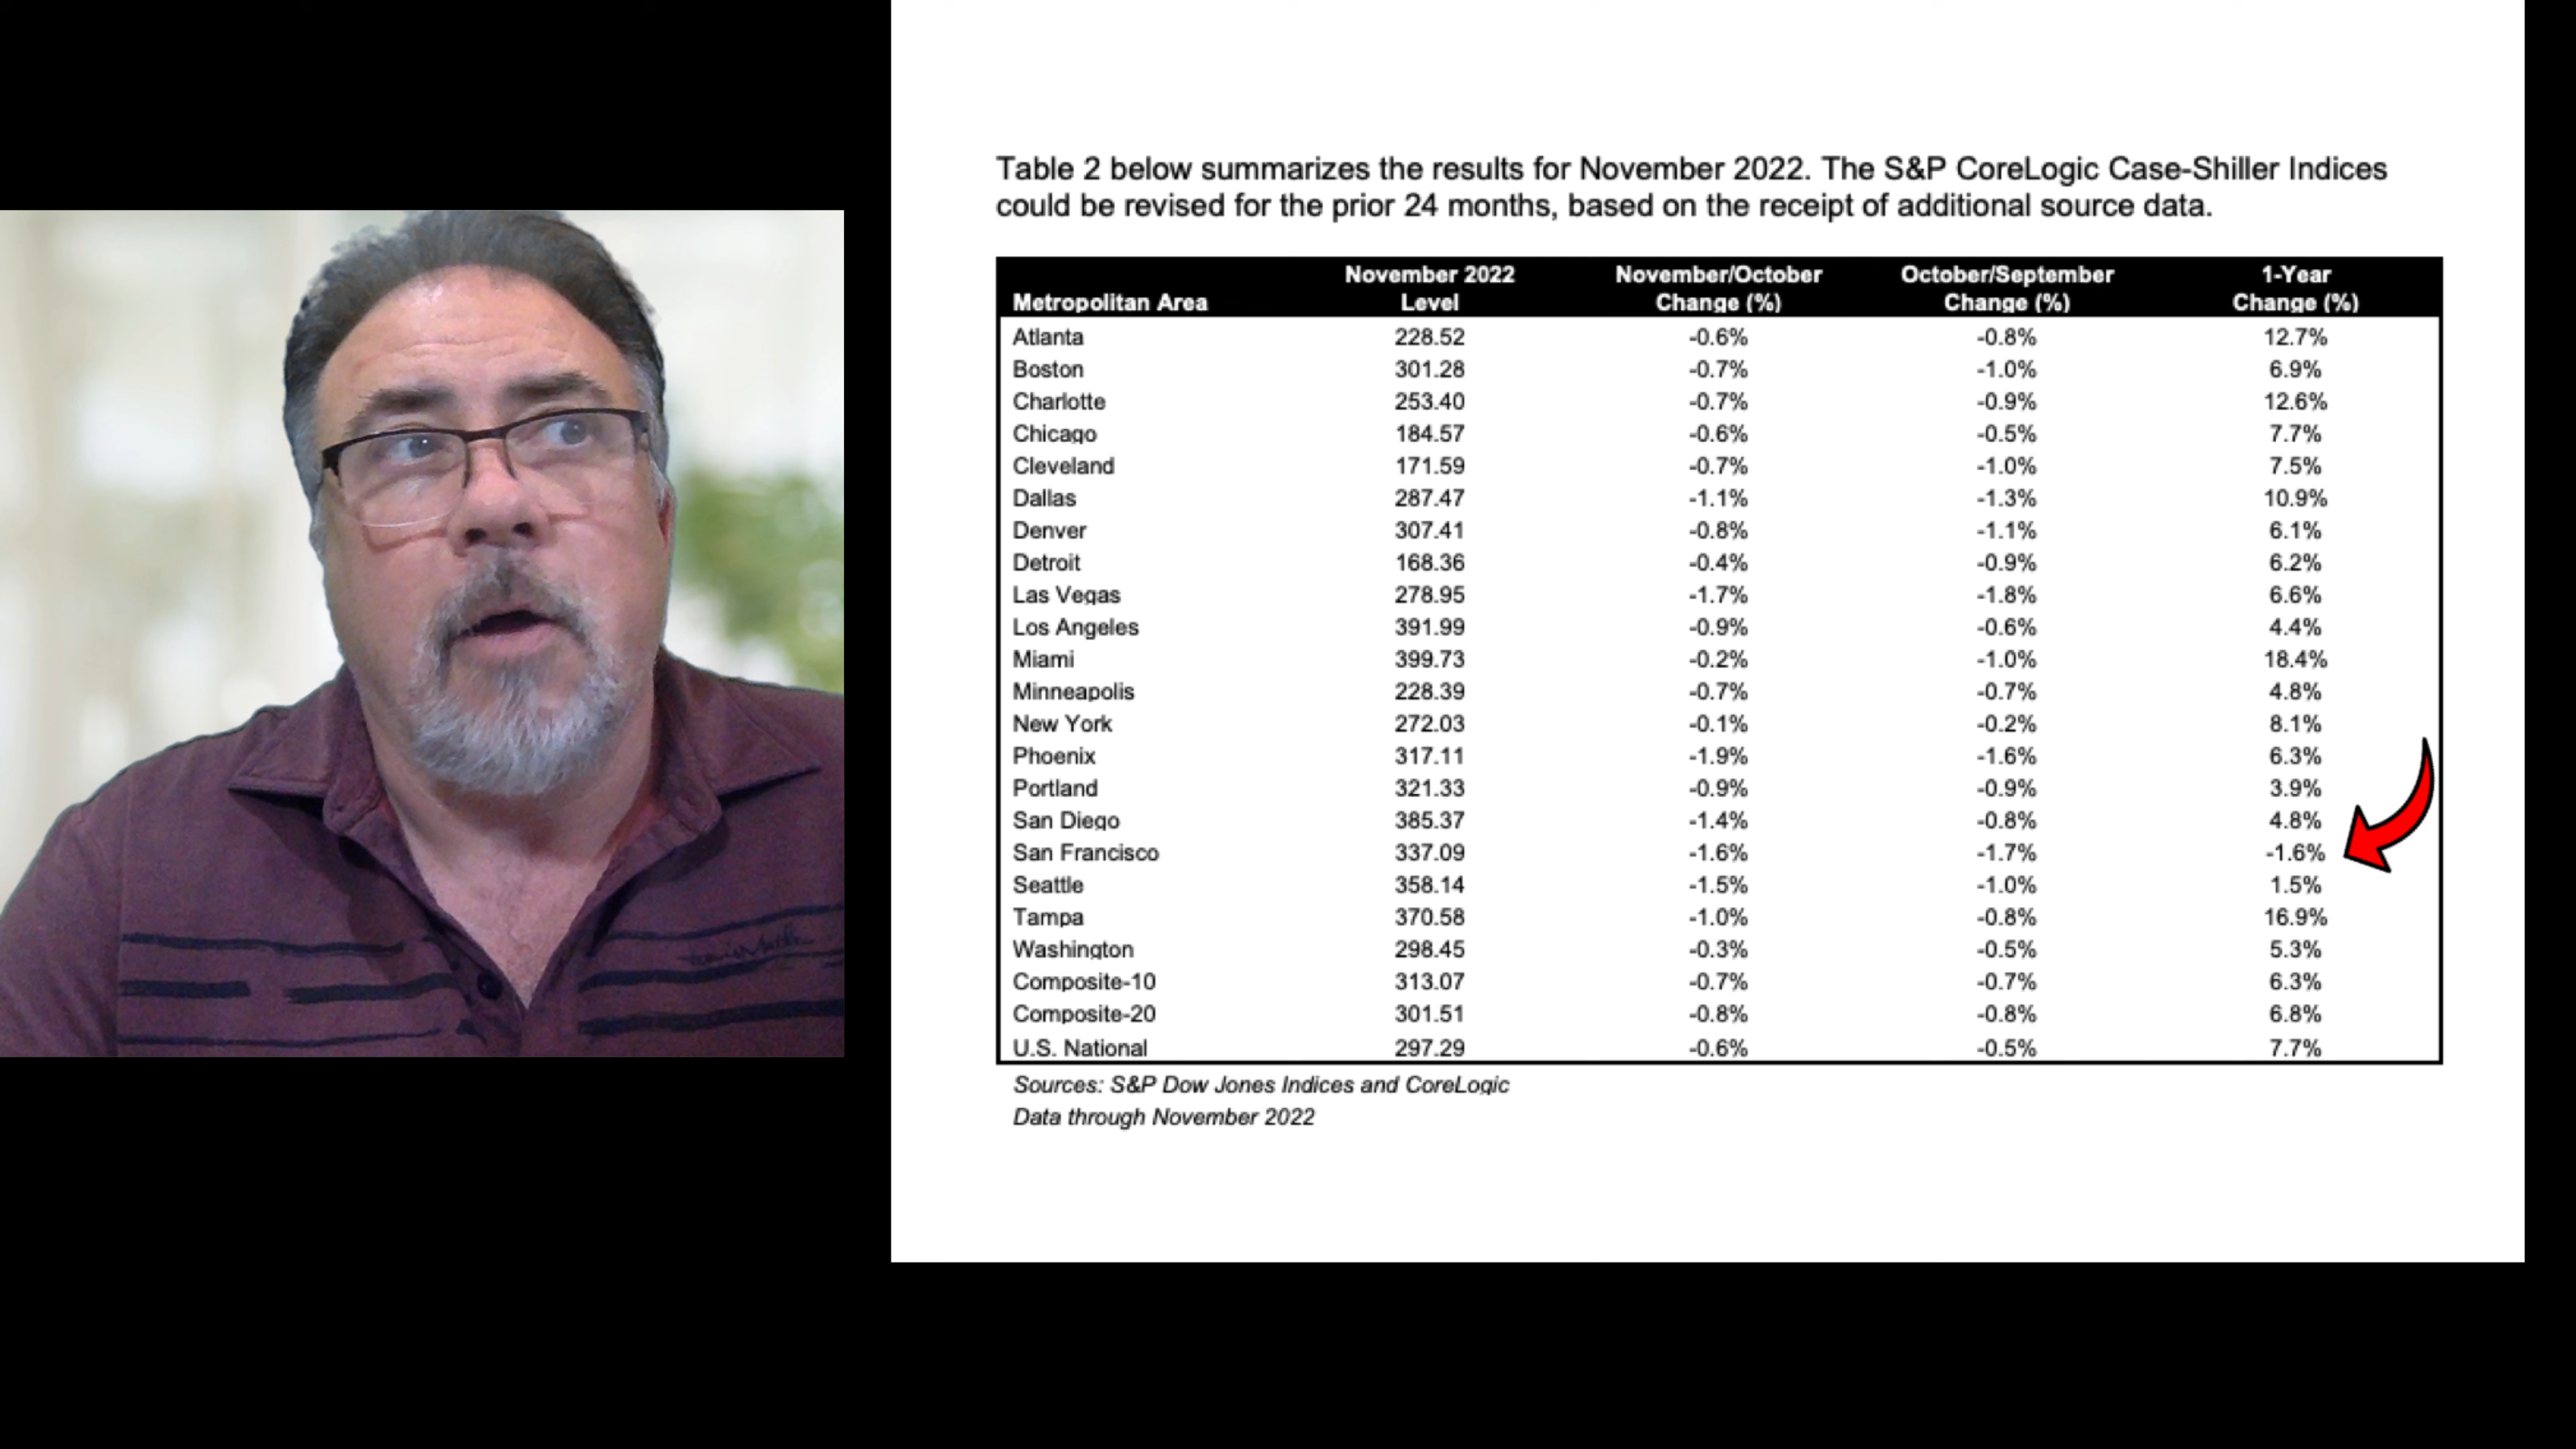 Table 2 below summarizes the results for November 2022. The S&P CoreLogic Case-Shiller Indices
could be revised for the prior 24 months, based on the receipt of additional source data.
Metropolitan Area November 2022 Level November/October Change (%) October/September Change (%) 1-Year Change (%)
Atlanta 228.52 -0.6% -0.8% 12.7%
Boston 301.28 -0.7% -1.0% 6.9%
Charlotte 253.40 -0.7% -0.9% 12.6%
Chicago 184.57 -0.6% -0.5% 7.7%
Cleveland 171.59 -0.7% -1.0% 7.5%
Dallas 287.47 -1.1% -1.3% 10.9%
Denver 307.41 -0.8% -1.1% 6.1%
Detroit 168.36 -0.4% -0.9% 6.2%
Las Vegas 278.95 -1.7% -1.8% 6.6%
Los Angeles 391.99 -0.9% -0.6% 4.4%
Miami 399.73 -0.2% -1.0% 18.4%
Minneapolis 228.39 -0.7% -0.7% 4.8%
New York 272.03 -0.1% -0.2% 8.1%
Phoenix 317.11 -1.9% -1.6% 6.3%
Portland 321.33 -0.9% -0.9% 3.9%
San Diego 385.37 -1.4% -0.8% 4.8%
San Francisco 337.09 -1.6% -1.7% -1.6%
Seattle 358.14 -1.5% -1.0% 1.5%
Tampa 370.58 -1.0% -0.8% 16.9%
Washington 298.45 -0.3% -0.5% 5.3%
Composite-10 313.07 -0.7% -0.7% 6.3%
Composite-20 301.51 -0.8% -0.8% 6.8%
U.S. National 297.29 -0.6% -0.5% 7.7%
Sources: S&P Dow Jones Indices and CoreLogic
Data through November 2022